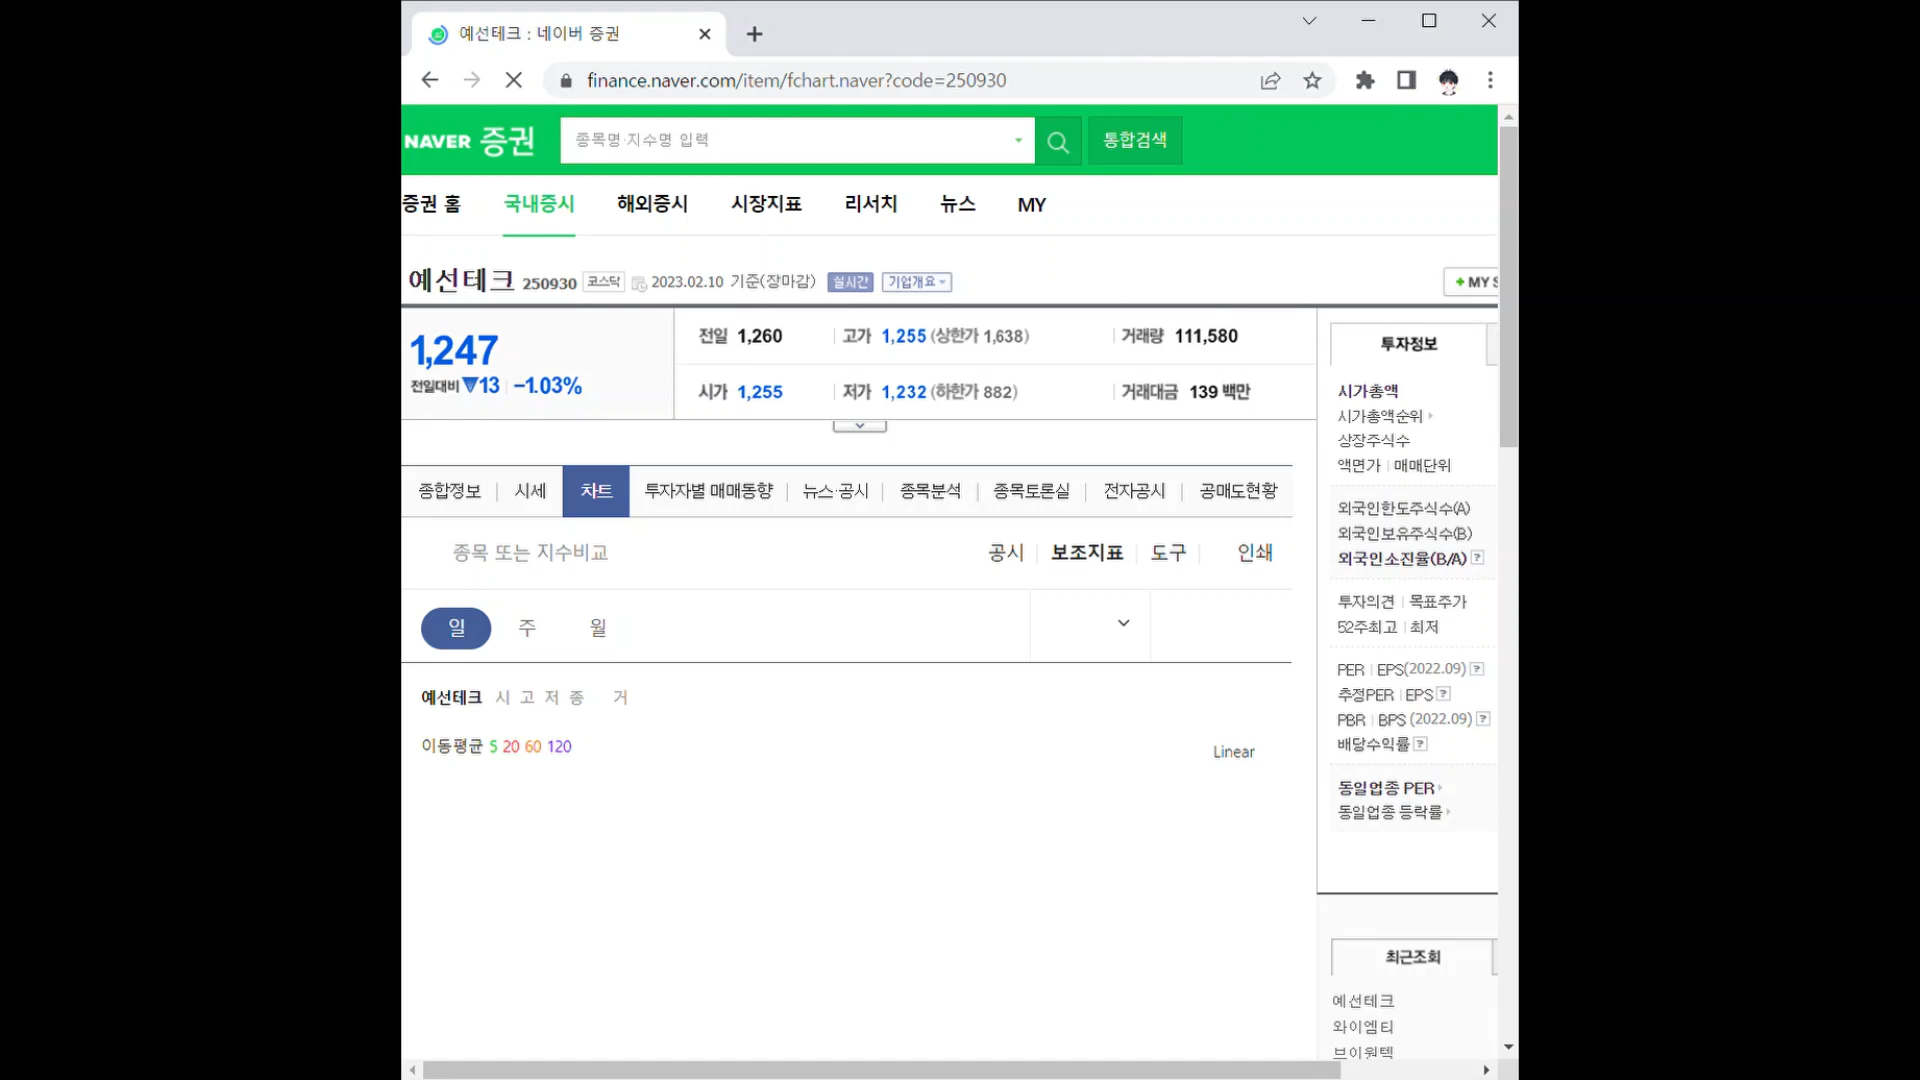 예선테크 : 네이버 증권
finance.naver.com/item/fchart.naver?code=250930
NAVER 증권 종목명·지수명 입력 통합검색
증권 홈 국내증시 해외증시 시장지표 리서치 뉴스 MY
예선테크 250930 코스닥 2023.02.10 기준(장마감) 실시간 기업개요 + MY S
1,247
전일대비 ▼13 -1.03%
전일 1,260 고가 1,255 (상한가 1,638) 거래량 111,580
시가 1,255 저가 1,232 (하한가 882) 거래대금 139 백만
종합정보 시세 차트 투자자별 매매동향 뉴스·공시 종목분석 종목토론실 전자공시 공매도현황
종목 또는 지수비교 공시 보조지표 도구 인쇄
일 주 월
예선테크 시 고 저 종 거
이동평균 5 20 60 120
Linear
투자정보
시가총액
시가총액순위
상장주식수
액면가 | 매매단위
외국인한도주식수(A)
외국인보유주식수(B)
외국인소진율(B/A) ?
투자의견 | 목표주가
52주최고 | 최저
PER | EPS(2022.09) ?
추정PER | EPS ?
PBR | BPS (2022.09) ?
배당수익률 ?
동일업종 PER
동일업종 등락률
최근조회
예선테크
와이엠티
브이원텍